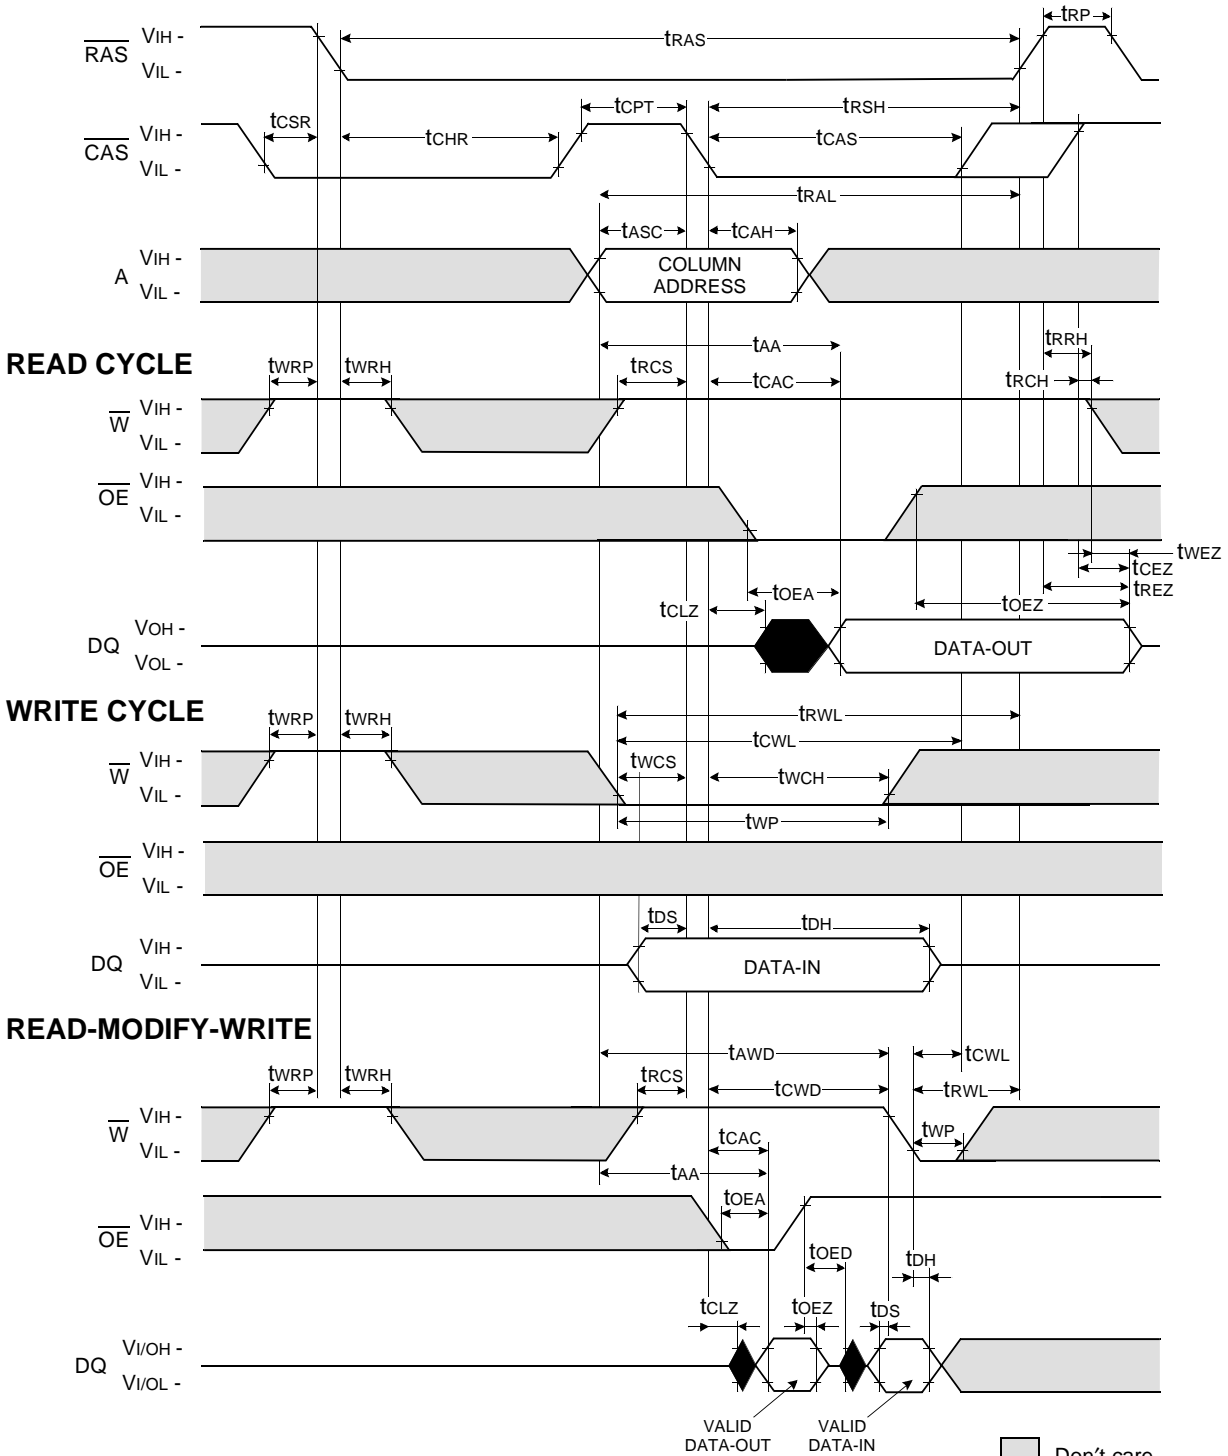 tRP
RAS VIH -
VIL -
tRAS
CAS VIH -
VIL -
tCSR
tCHR
tCPT
tRSH
tCAS
tRAL
A VIH -
VIL -
tASC
tCAH
COLUMN
ADDRESS
READ CYCLE
tWRP
tWRH
tRCS
tAA
tCAC
tRRH
tRCH
W VIH -
VIL -
OE VIH -
VIL -
tWEZ
tCEZ
tREZ
tOEA
tOEZ
tCLZ
DQ VOH -
VOL -
DATA-OUT
WRITE CYCLE
tWRP
tWRH
tRWL
tCWL
tWCS
tWCH
tWP
W VIH -
VIL -
OE VIH -
VIL -
tDS
tDH
DQ VIH -
VIL -
DATA-IN
READ-MODIFY-WRITE
tWRP
tWRH
tRCS
tAWD
tCWD
tCWL
tRWL
tWP
W VIH -
VIL -
tCAC
tAA
tOEA
OE VIH -
VIL -
tOED
tDH
tCLZ
tOEZ
tDS
DQ VI/OH -
VI/OL -
VALID
DATA-OUT
VALID
DATA-IN
Don't care